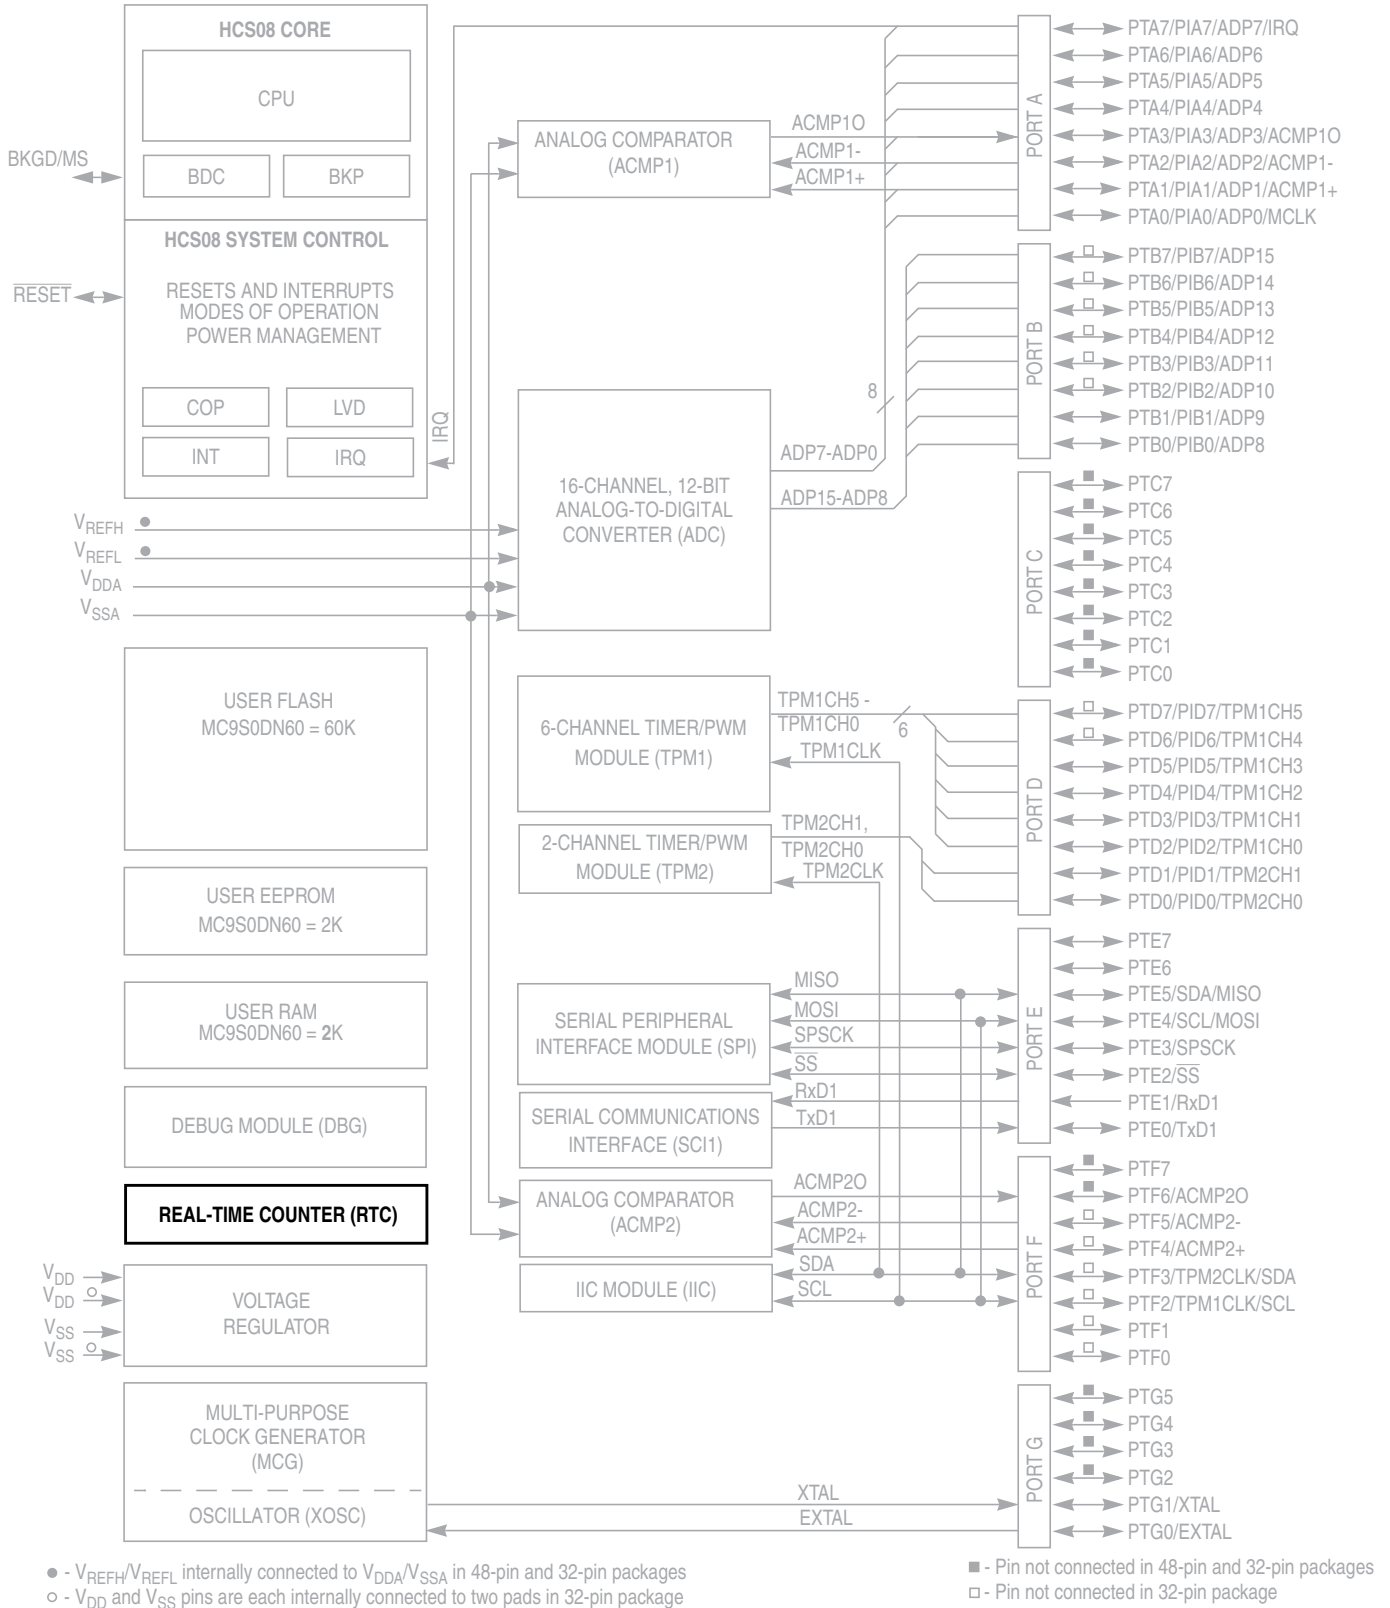 HCS08 CORE
CPU
BKGD/MS
BDC
BKP
HCS08 SYSTEM CONTROL
RESET
RESETS AND INTERRUPTS
MODES OF OPERATION
POWER MANAGEMENT
COP
LVD
INT
IRQ
IRQ
VREFH
VREFL
VDDA
VSSA
USER FLASH
MC9S0DN60 = 60K
USER EEPROM
MC9S0DN60 = 2K
USER RAM
MC9S0DN60 = 2K
DEBUG MODULE (DBG)
REAL-TIME COUNTER (RTC)
VDD
VDD
VSS
VSS
VOLTAGE
REGULATOR
MULTI-PURPOSE
CLOCK GENERATOR
(MCG)
OSCILLATOR (XOSC)
ANALOG COMPARATOR
(ACMP1)
ACMP1O
ACMP1-
ACMP1+
16-CHANNEL, 12-BIT
ANALOG-TO-DIGITAL
CONVERTER (ADC)
8
ADP7-ADP0
ADP15-ADP8
6-CHANNEL TIMER/PWM
MODULE (TPM1)
TPM1CH5 -
TPM1CH0
6
TPM1CLK
2-CHANNEL TIMER/PWM
MODULE (TPM2)
TPM2CH1,
TPM2CH0
TPM2CLK
SERIAL PERIPHERAL
INTERFACE MODULE (SPI)
MISO
MOSI
SPSCK
SS
SERIAL COMMUNICATIONS
INTERFACE (SCI1)
RxD1
TxD1
ANALOG COMPARATOR
(ACMP2)
ACMP2O
ACMP2-
ACMP2+
IIC MODULE (IIC)
SDA
SCL
XTAL
EXTAL
PORT A
PTA7/PIA7/ADP7/IRQ
PTA6/PIA6/ADP6
PTA5/PIA5/ADP5
PTA4/PIA4/ADP4
PTA3/PIA3/ADP3/ACMP1O
PTA2/PIA2/ADP2/ACMP1-
PTA1/PIA1/ADP1/ACMP1+
PTA0/PIA0/ADP0/MCLK
PORT B
PTB7/PIB7/ADP15
PTB6/PIB6/ADP14
PTB5/PIB5/ADP13
PTB4/PIB4/ADP12
PTB3/PIB3/ADP11
PTB2/PIB2/ADP10
PTB1/PIB1/ADP9
PTB0/PIB0/ADP8
PORT C
PTC7
PTC6
PTC5
PTC4
PTC3
PTC2
PTC1
PTC0
PORT D
PTD7/PID7/TPM1CH5
PTD6/PID6/TPM1CH4
PTD5/PID5/TPM1CH3
PTD4/PID4/TPM1CH2
PTD3/PID3/TPM1CH1
PTD2/PID2/TPM1CH0
PTD1/PID1/TPM2CH1
PTD0/PID0/TPM2CH0
PORT E
PTE7
PTE6
PTE5/SDA/MISO
PTE4/SCL/MOSI
PTE3/SPSCK
PTE2/SS
PTE1/RxD1
PTE0/TxD1
PORT F
PTF7
PTF6/ACMP2O
PTF5/ACMP2-
PTF4/ACMP2+
PTF3/TPM2CLK/SDA
PTF2/TPM1CLK/SCL
PTF1
PTF0
PORT G
PTG5
PTG4
PTG3
PTG2
PTG1/XTAL
PTG0/EXTAL
● - VREFH/VREFL internally connected to VDDA/VSSA in 48-pin and 32-pin packages
○ - VDD and VSS pins are each internally connected to two pads in 32-pin package
■ - Pin not connected in 48-pin and 32-pin packages
□ - Pin not connected in 32-pin package